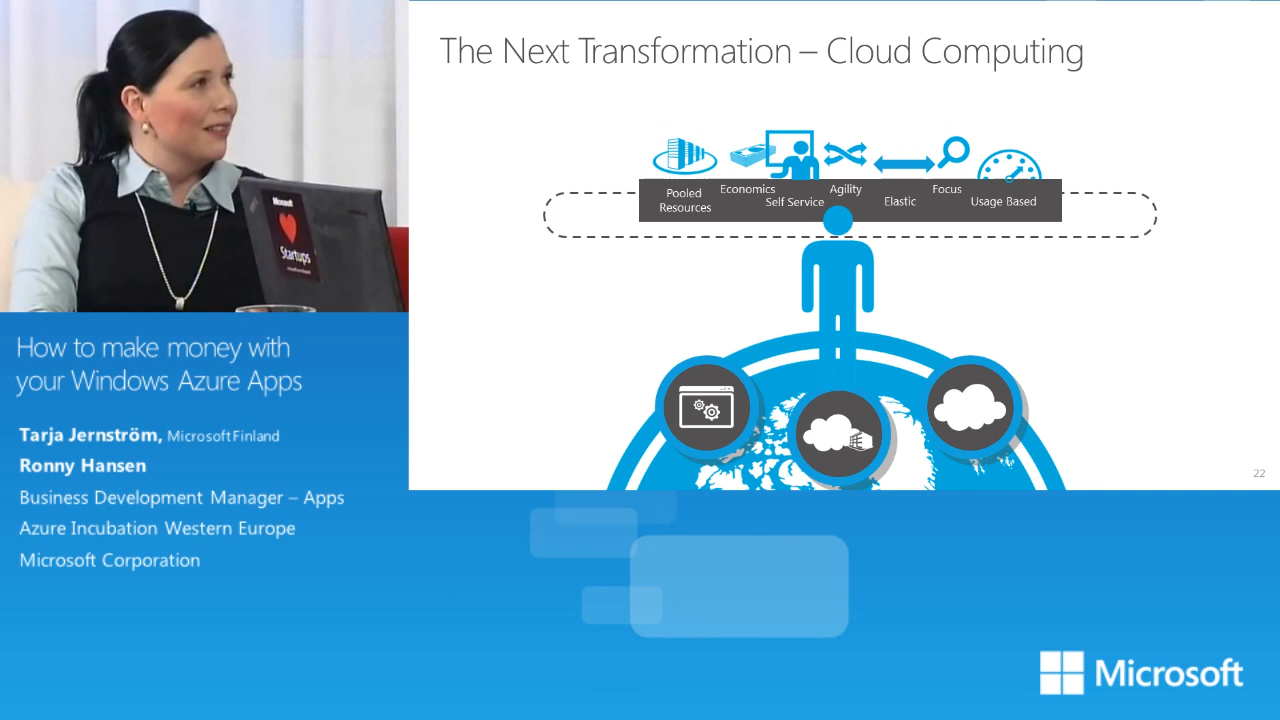 The Next Transformation – Cloud Computing
Pooled
Resources
Economics
Self Service
Agility
Elastic
Focus
Usage Based
22
Microsoft
Startups
How to make money with
your Windows Azure Apps
Tarja Jernström, Microsoft Finland
Ronny Hansen
Business Development Manager – Apps
Azure Incubation Western Europe
Microsoft Corporation
Microsoft